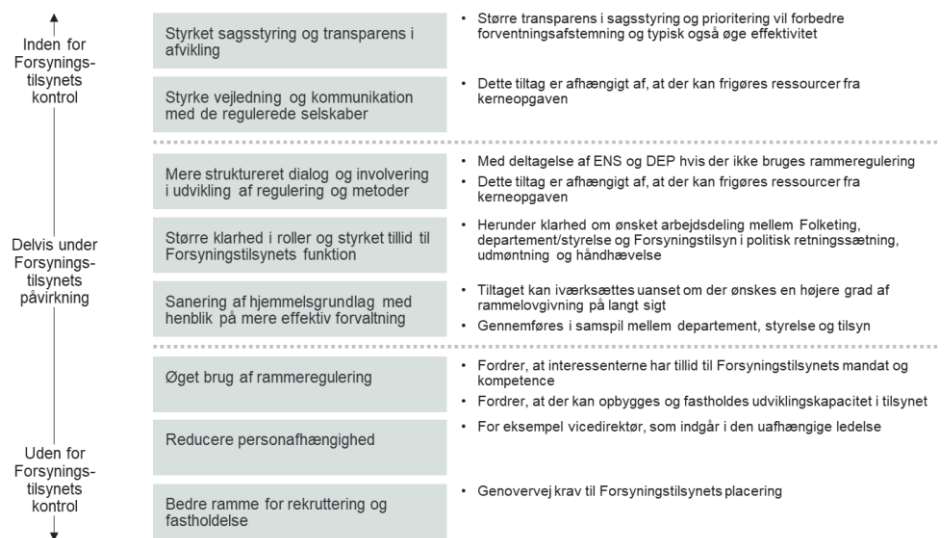 Inden for
Forsynings-
tilsynets
kontrol
Styrket sagsstyring og transparens i
afvikling
• Større transparens i sagsstyring og prioritering vil forbedre
forventningsafstemning og typisk også øge effektivitet
Styrke vejledning og kommunikation
med de regulerede selskaber
• Dette tiltag er afhængigt af, at der kan frigøres ressourcer fra
kerneopgaven
Delvis under
Forsynings-
tilsynets
påvirkning
Mere struktureret dialog og involvering
i udvikling af regulering og metoder
• Med deltagelse af ENS og DEP hvis der ikke bruges rammeregulering
• Dette tiltag er afhængigt af, at der kan frigøres ressourcer fra
kerneopgaven
Større klarhed i roller og styrket tillid til
Forsyningstilsynets funktion
• Herunder klarhed om ønsket arbejdsdeling mellem Folketing,
departement/styrelse og Forsyningstilsyn i politisk retningssætning,
udmøntning og håndhævelse
Sanering af hjemmelsgrundlag med
henblik på mere effektiv forvaltning
• Tiltaget kan iværksættes uanset om der ønskes en højere grad af
rammelovgivning på langt sigt
• Gennemføres i samspil mellem departement, styrelse og tilsyn
Uden for
Forsynings-
tilsynets
kontrol
Øget brug af rammeregulering
• Fordrer, at interessenterne har tillid til Forsyningstilsynets mandat og
kompetence
• Fordrer, at der kan opbygges og fastholdes udviklingskapacitet i tilsynet
Reducere personafhængighed
• For eksempel vicedirektør, som indgår i den uafhængige ledelse
Bedre ramme for rekruttering og
fastholdelse
• Genovervej krav til Forsyningstilsynets placering